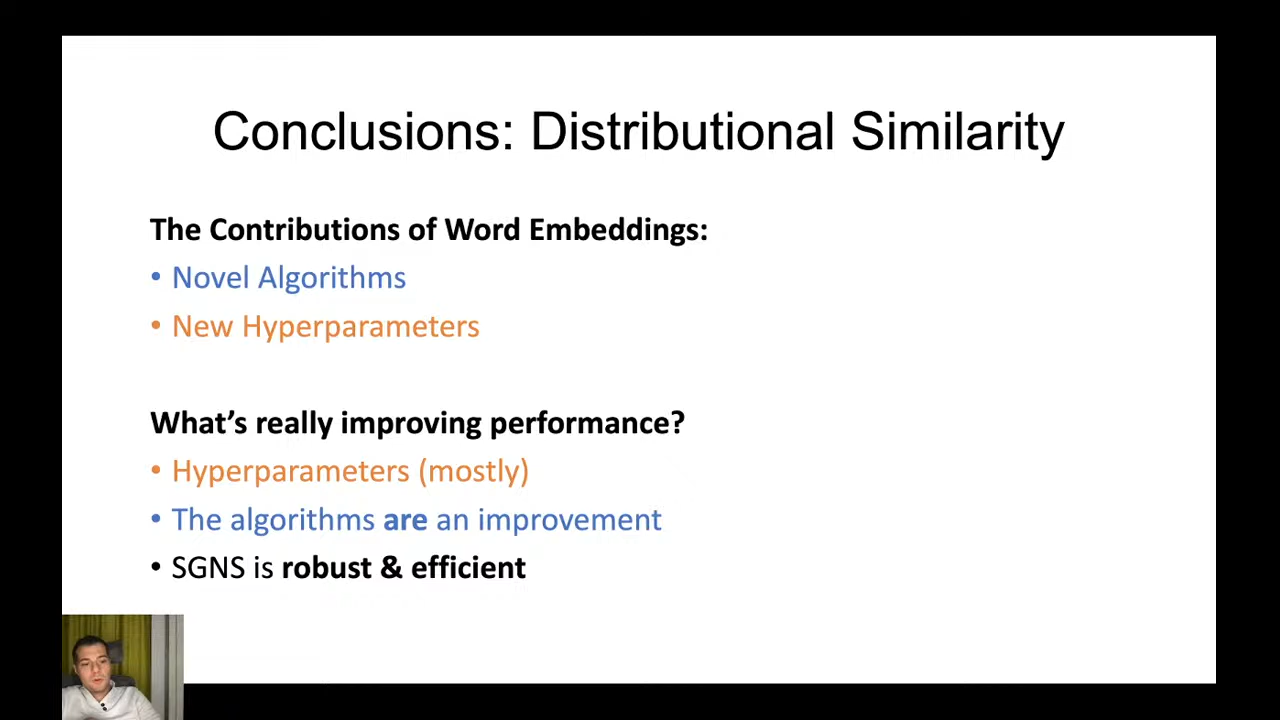 Conclusions: Distributional Similarity
The Contributions of Word Embeddings:
• Novel Algorithms
• New Hyperparameters
What’s really improving performance?
• Hyperparameters (mostly)
• The algorithms are an improvement
• SGNS is robust & efficient